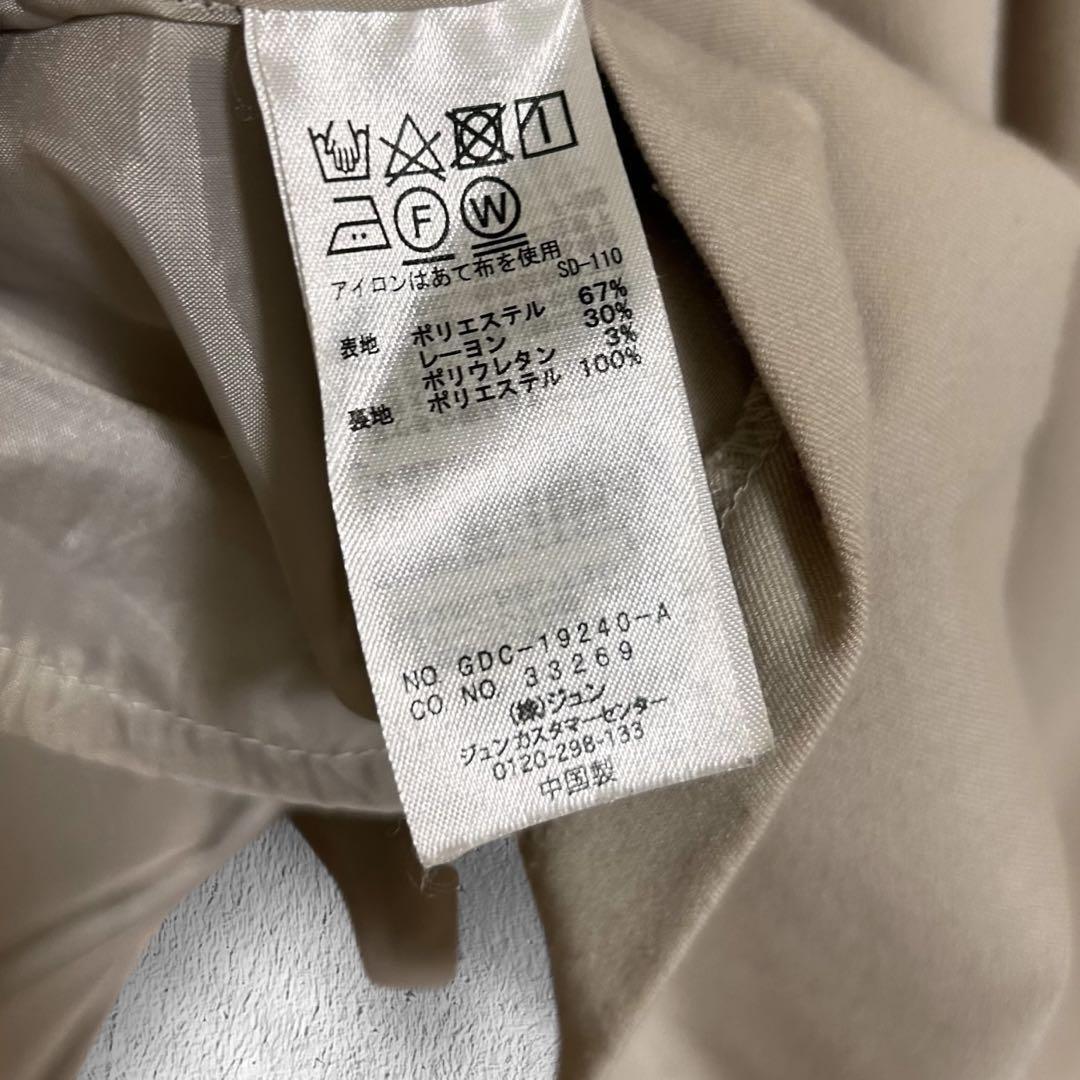 F W
アイロンはあて布を使用
SD-110
表地 ポリエステル 67%
レーヨン 30%
ポリウレタン 3%
裏地 ポリエステル 100%
NO GDC-19240-A
CO NO 33269
(株)ジュン
ジュンカスタマーセンター
0120-298-133
中国製